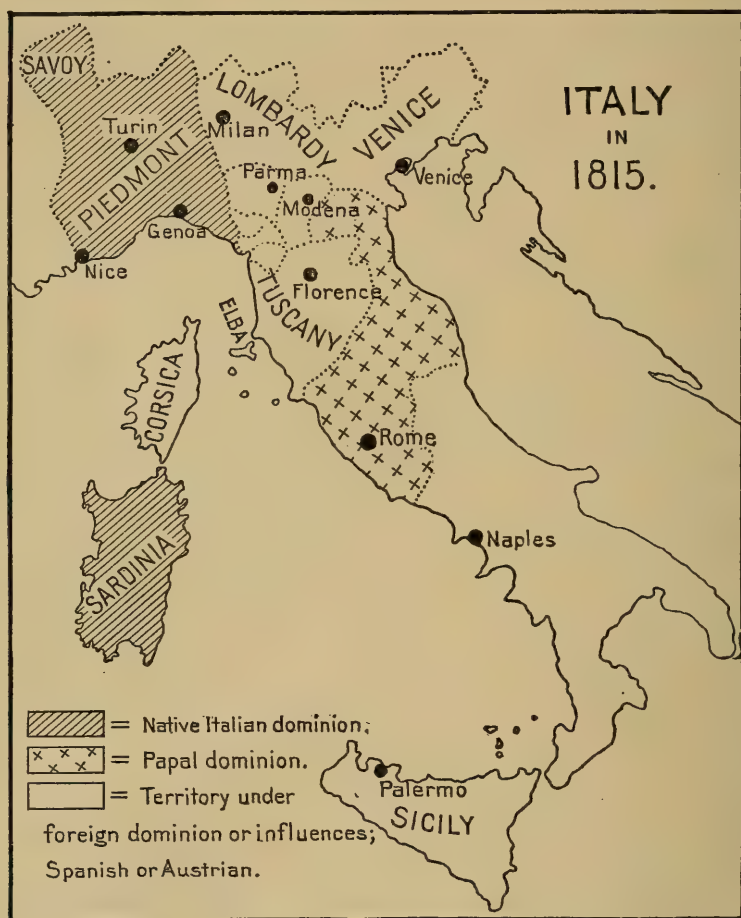 ITALY
IN
1815.
SAVOY
LOMBARDY
VENICE
Turin
Milan
PIEDMONT
Parma
Venice
Modena
Genoa
Nice
Florence
TUSCANY
ELBA
CORSICA
Rome
Naples
SARDINIA
= Native Italian dominion;
= Papal dominion.
= Territory under
foreign dominion or influences;
Spanish or Austrian.
Palermo
SICILY